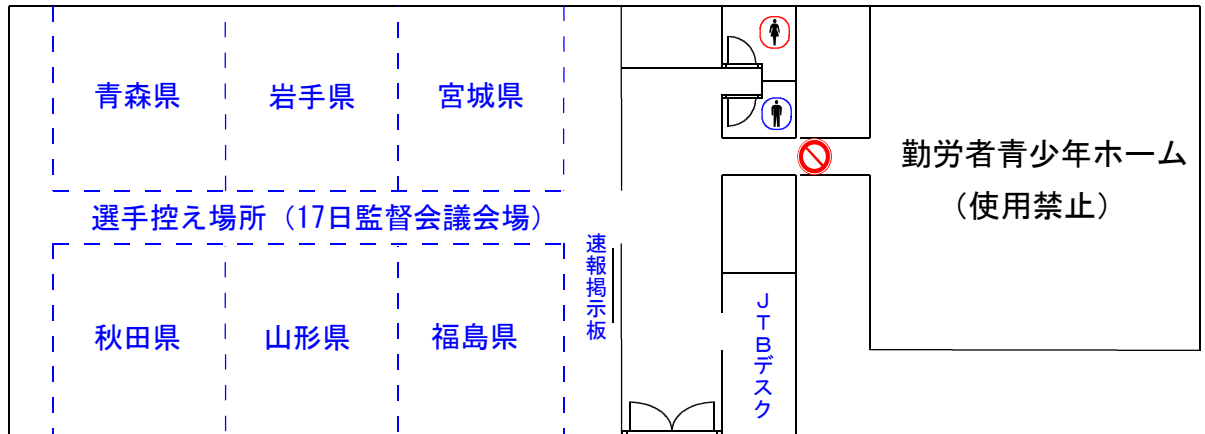 青森県
岩手県
宮城県
選手控え場所（17日監督会議会場）
秋田県
山形県
福島県
速報掲示板
ＪＴＢデスク
勤労者青少年ホーム
（使用禁止）